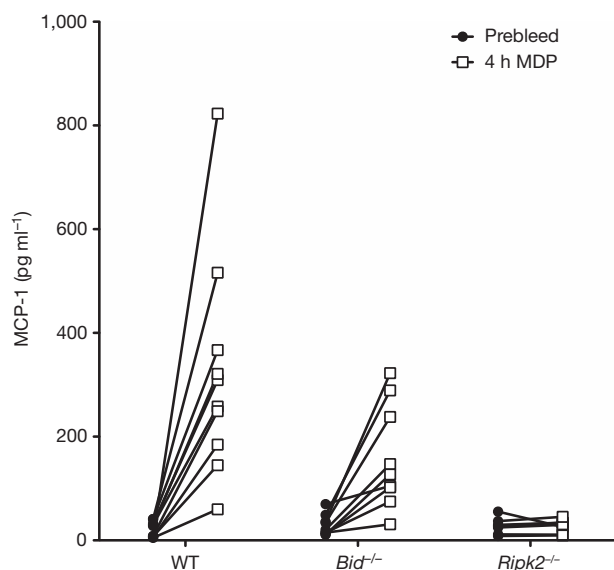 1,000
800
600
400
200
0
MCP-1 (pg ml⁻¹)
Prebleed
4 h MDP
WT
Bid⁻/⁻
Ripk2⁻/⁻